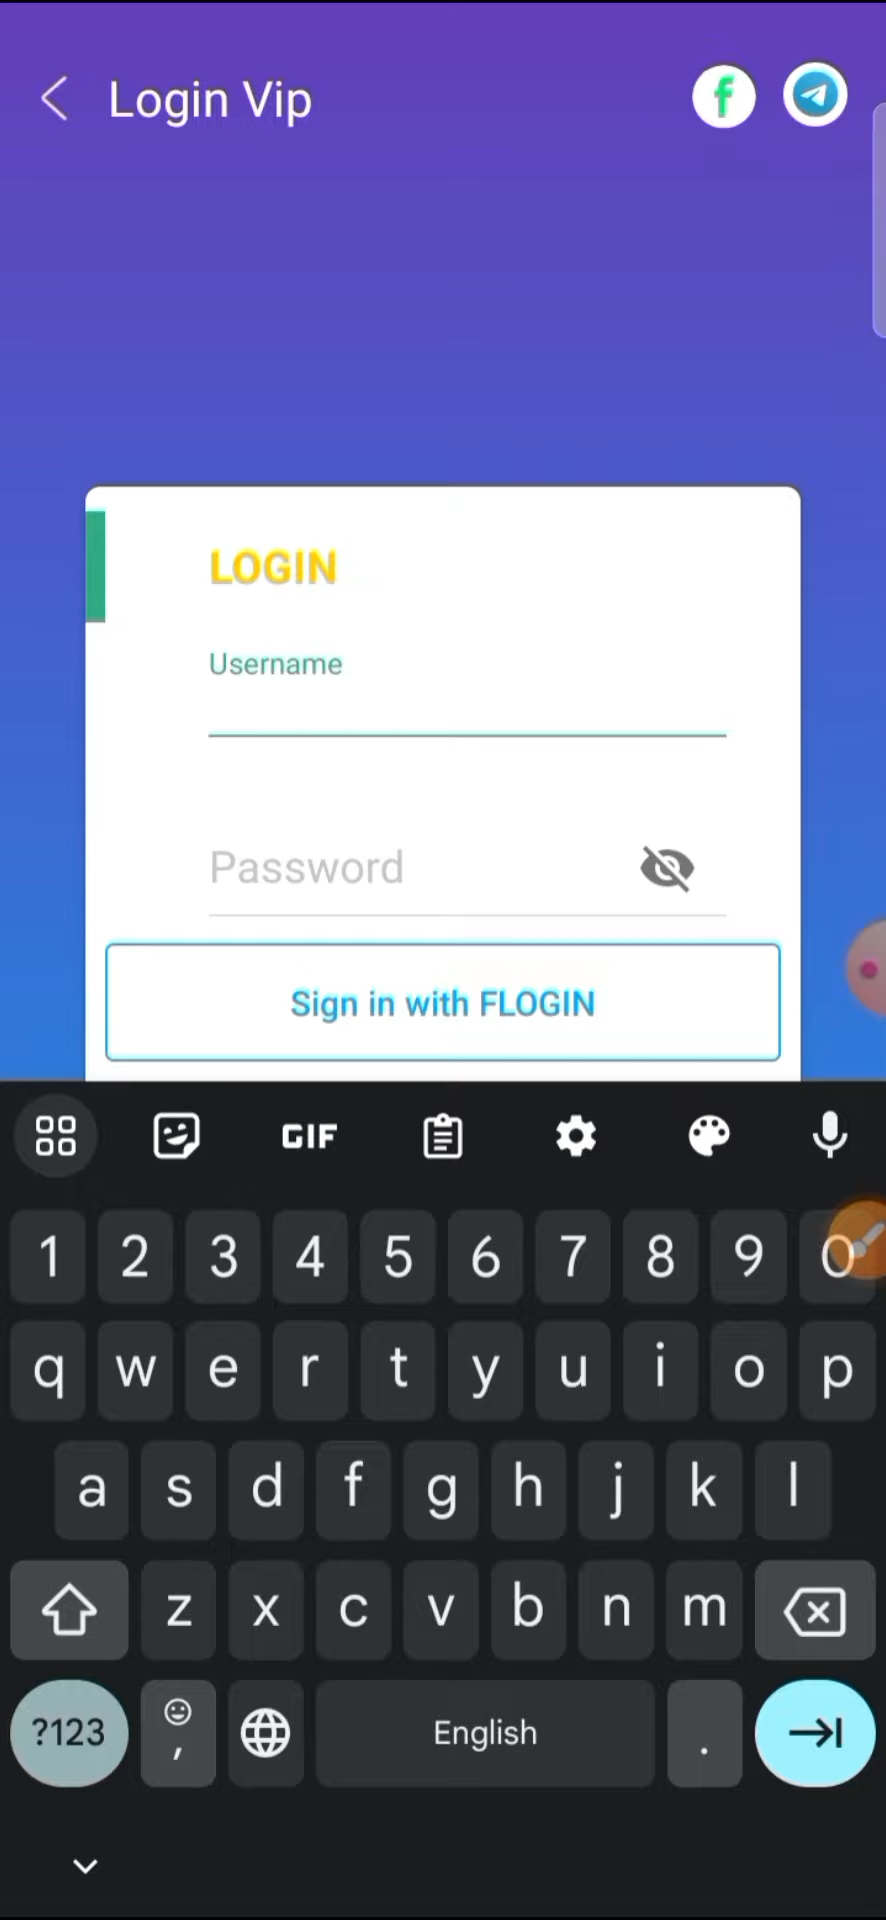 Login Vip
f
LOGIN
Username
Password
Sign in with FLOGIN
GIF
1 2 3 4 5 6 7 8 9 0
q w e r t y u i o p
a s d f g h j k l
z x c v b n m
?123 , English .